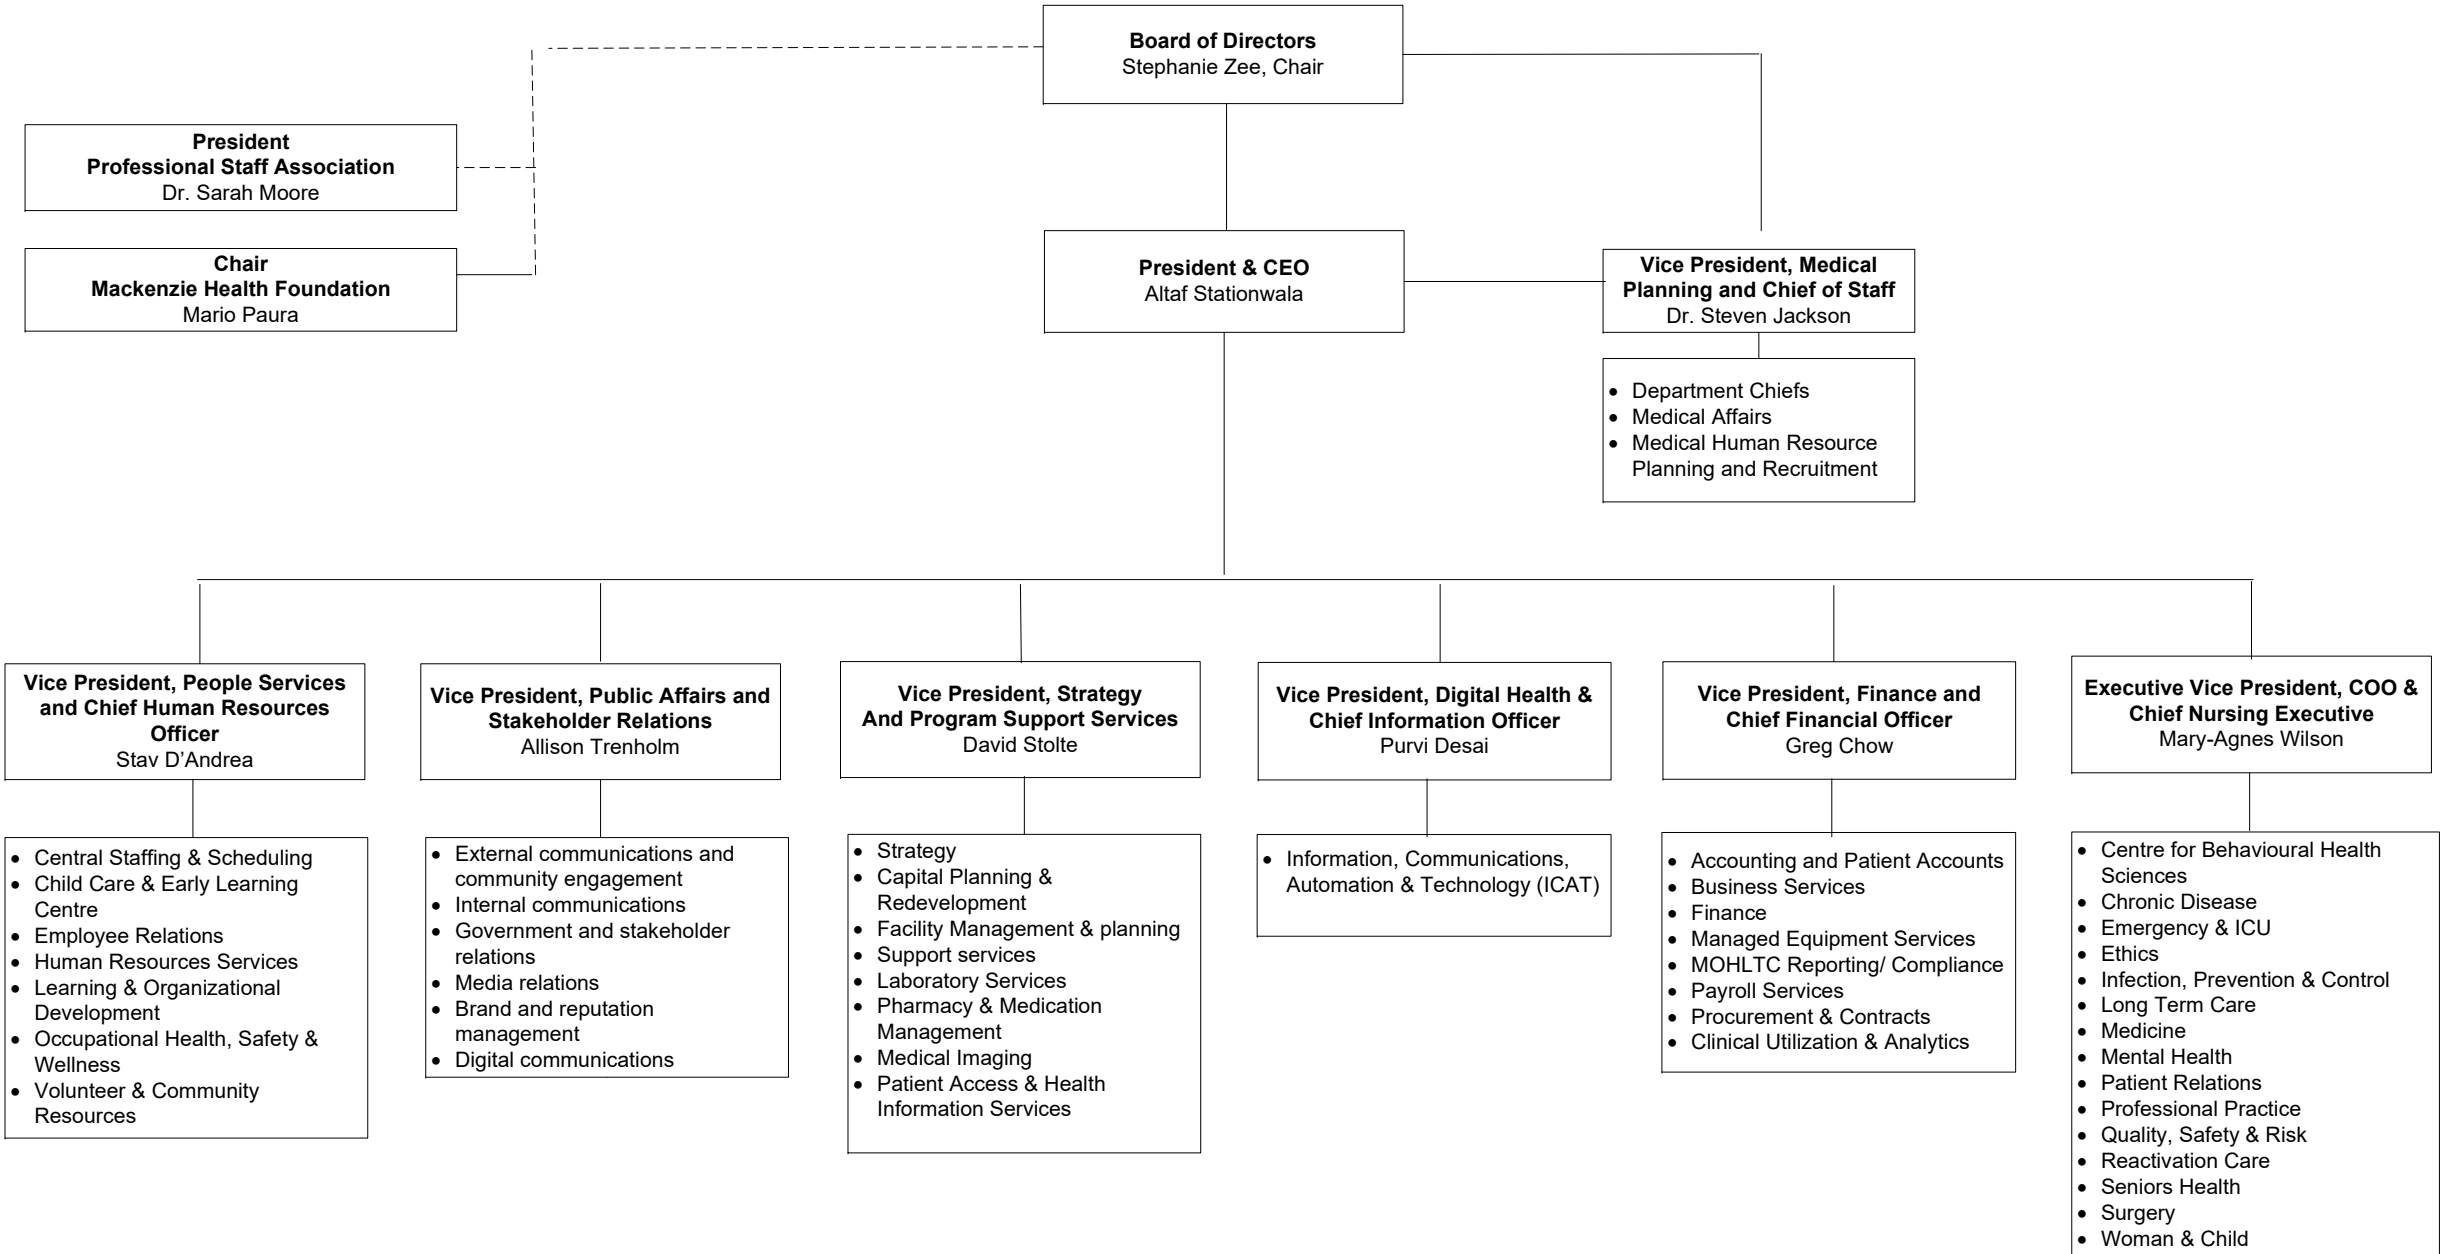 Board of Directors
Stephanie Zee, Chair
President
Professional Staff Association
Dr. Sarah Moore
Chair
Mackenzie Health Foundation
Mario Paura
President & CEO
Altaf Stationwala
Vice President, Medical
Planning and Chief of Staff
Dr. Steven Jackson
• Department Chiefs
• Medical Affairs
• Medical Human Resource
Planning and Recruitment
Vice President, People Services
and Chief Human Resources
Officer
Stav D’Andrea
• Central Staffing & Scheduling
• Child Care & Early Learning
Centre
• Employee Relations
• Human Resources Services
• Learning & Organizational
Development
• Occupational Health, Safety &
Wellness
• Volunteer & Community
Resources
Vice President, Public Affairs and
Stakeholder Relations
Allison Trenholm
• External communications and
community engagement
• Internal communications
• Government and stakeholder
relations
• Media relations
• Brand and reputation
management
• Digital communications
Vice President, Strategy
And Program Support Services
David Stolte
• Strategy
• Capital Planning &
Redevelopment
• Facility Management & planning
• Support services
• Laboratory Services
• Pharmacy & Medication
Management
• Medical Imaging
• Patient Access & Health
Information Services
Vice President, Digital Health &
Chief Information Officer
Purvi Desai
• Information, Communications,
Automation & Technology (ICAT)
Vice President, Finance and
Chief Financial Officer
Greg Chow
• Accounting and Patient Accounts
• Business Services
• Finance
• Managed Equipment Services
• MOHLTC Reporting/ Compliance
• Payroll Services
• Procurement & Contracts
• Clinical Utilization & Analytics
Executive Vice President, COO &
Chief Nursing Executive
Mary-Agnes Wilson
• Centre for Behavioural Health
Sciences
• Chronic Disease
• Emergency & ICU
• Ethics
• Infection, Prevention & Control
• Long Term Care
• Medicine
• Mental Health
• Patient Relations
• Professional Practice
• Quality, Safety & Risk
• Reactivation Care
• Seniors Health
• Surgery
• Woman & Child